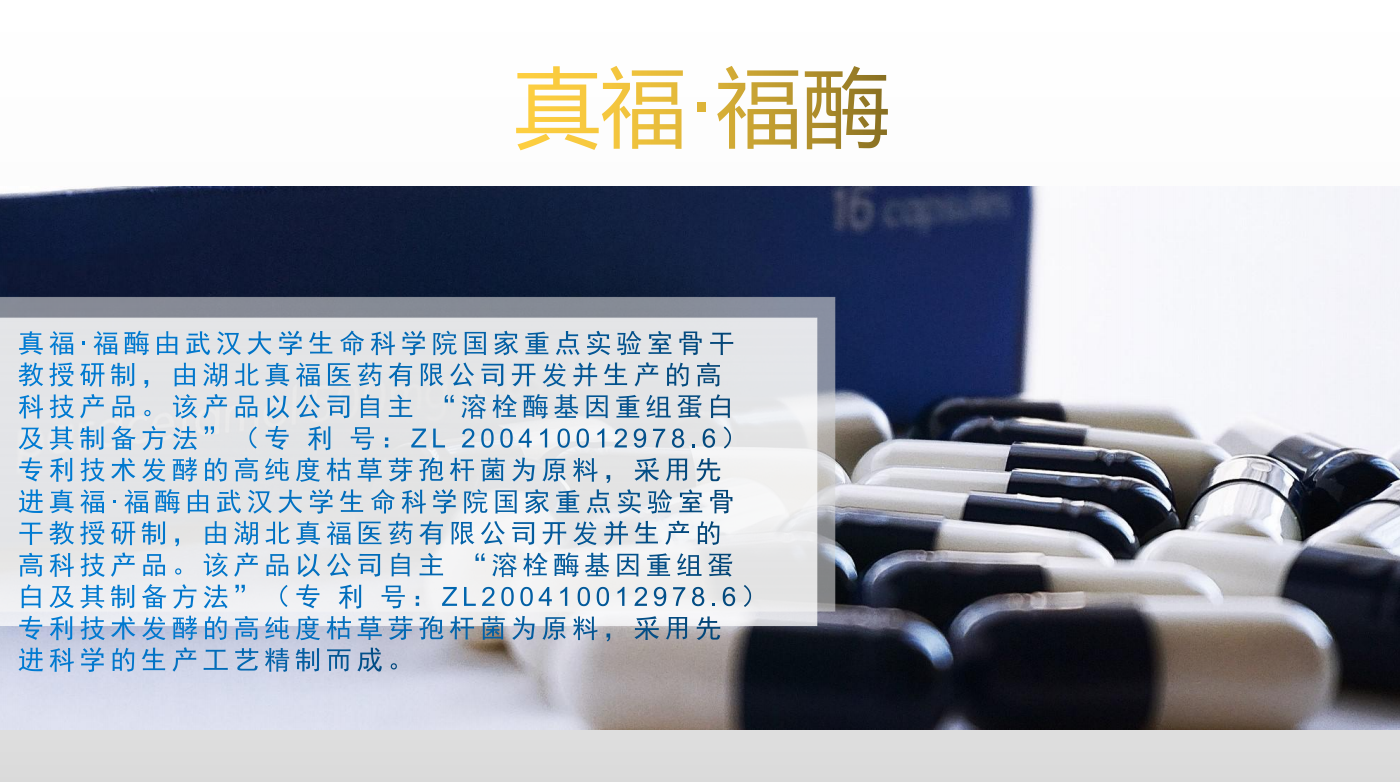 真福·福酶
16 capsules
真福·福酶由武汉大学生命科学院国家重点实验室骨干
教授研制，由湖北真福医药有限公司开发并生产的高
科技产品。该产品以公司自主 “溶栓酶基因重组蛋白
及其制备方法”（专 利 号：ZL 200410012978.6）
专利技术发酵的高纯度枯草芽孢杆菌为原料，采用先
进真福·福酶由武汉大学生命科学院国家重点实验室骨
干教授研制，由湖北真福医药有限公司开发并生产的
高科技产品。该产品以公司自主 “溶栓酶基因重组蛋
白及其制备方法”（专 利 号：ZL200410012978.6）
专利技术发酵的高纯度枯草芽孢杆菌为原料，采用先
进科学的生产工艺精制而成。